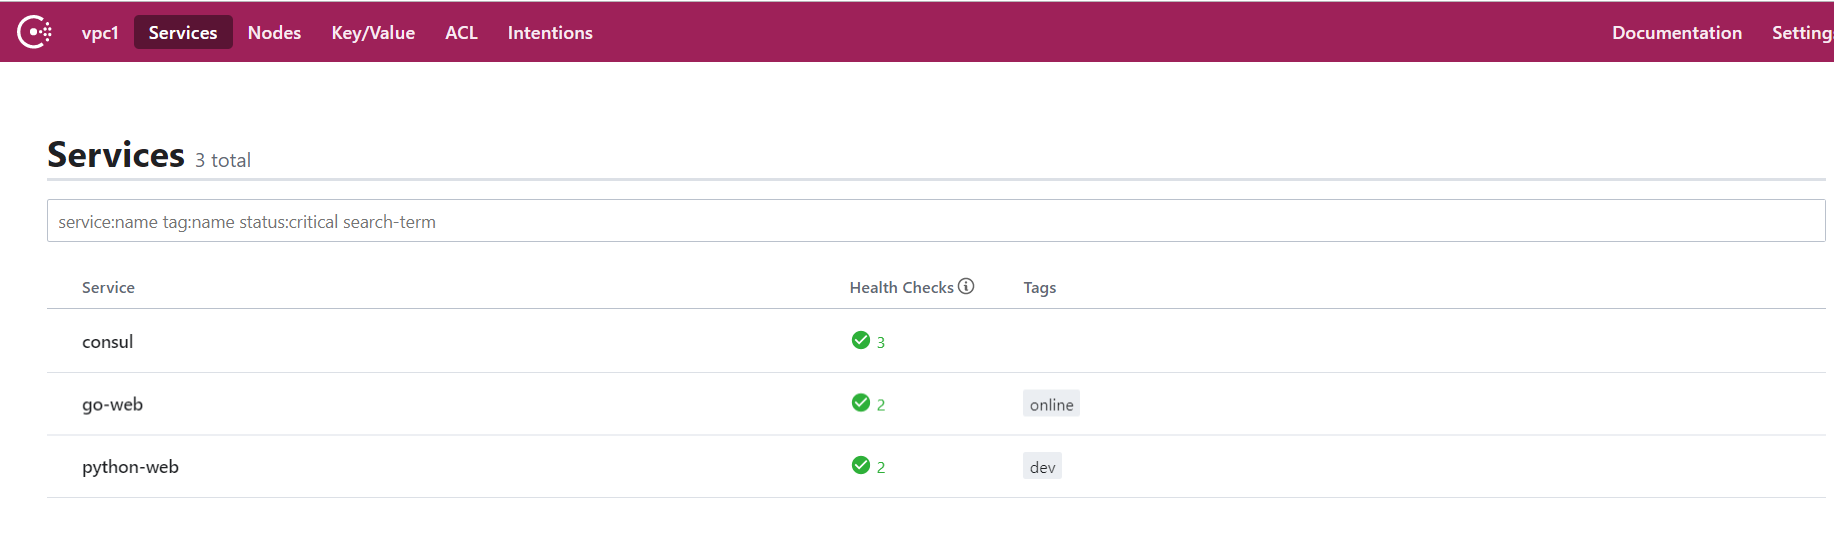 vpc1 Services Nodes Key/Value ACL Intentions Documentation Setting
Services 3 total
service:name tag:name status:critical search-term
Service Health Checks Tags
consul 3
go-web 2 online
python-web 2 dev